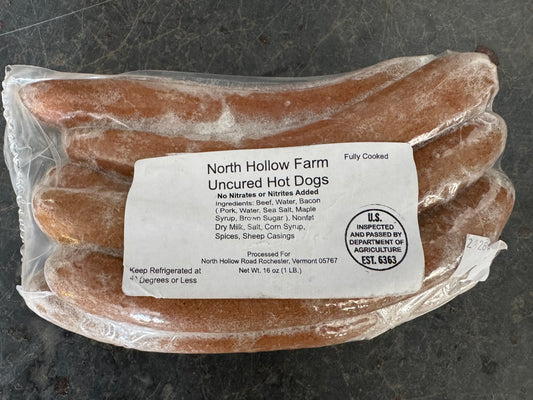 North Hollow Farm
Uncured Hot Dogs
Fully Cooked
No Nitrates or Nitrites Added
Ingredients: Beef, Water, Bacon
( Pork, Water, Sea Salt, Maple
Syrup, Brown Sugar ), Nonfat
Dry Milk, Salt, Corn Syrup,
Spices, Sheep Casings
U.S.
INSPECTED
AND PASSED BY
DEPARTMENT OF
AGRICULTURE
EST. 6363
Processed For
North Hollow Road Rochester, Vermont 05767
Net Wt. 16 oz (1 LB.)
Keep Refrigerated at
40 Degrees or Less